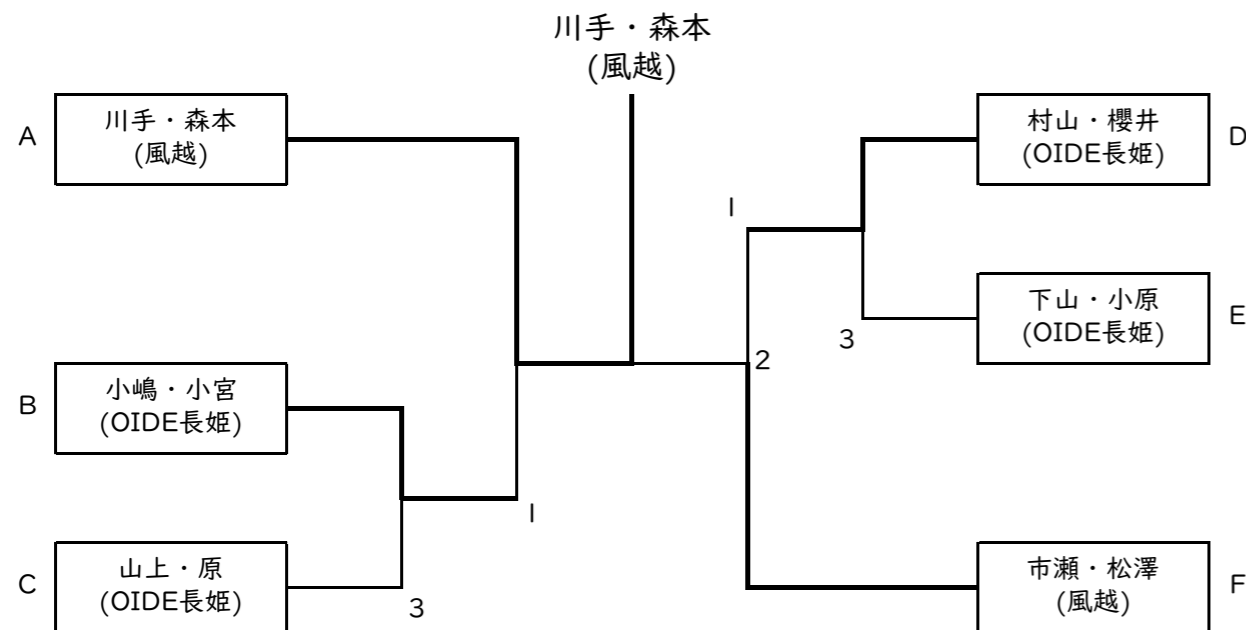 川手・森本
(風越)
A
川手・森本
(風越)
B
小嶋・小宮
(OIDE長姫)
C
山上・原
(OIDE長姫)
1
3
1
3
2
村山・櫻井
(OIDE長姫)
D
下山・小原
(OIDE長姫)
E
市瀬・松澤
(風越)
F